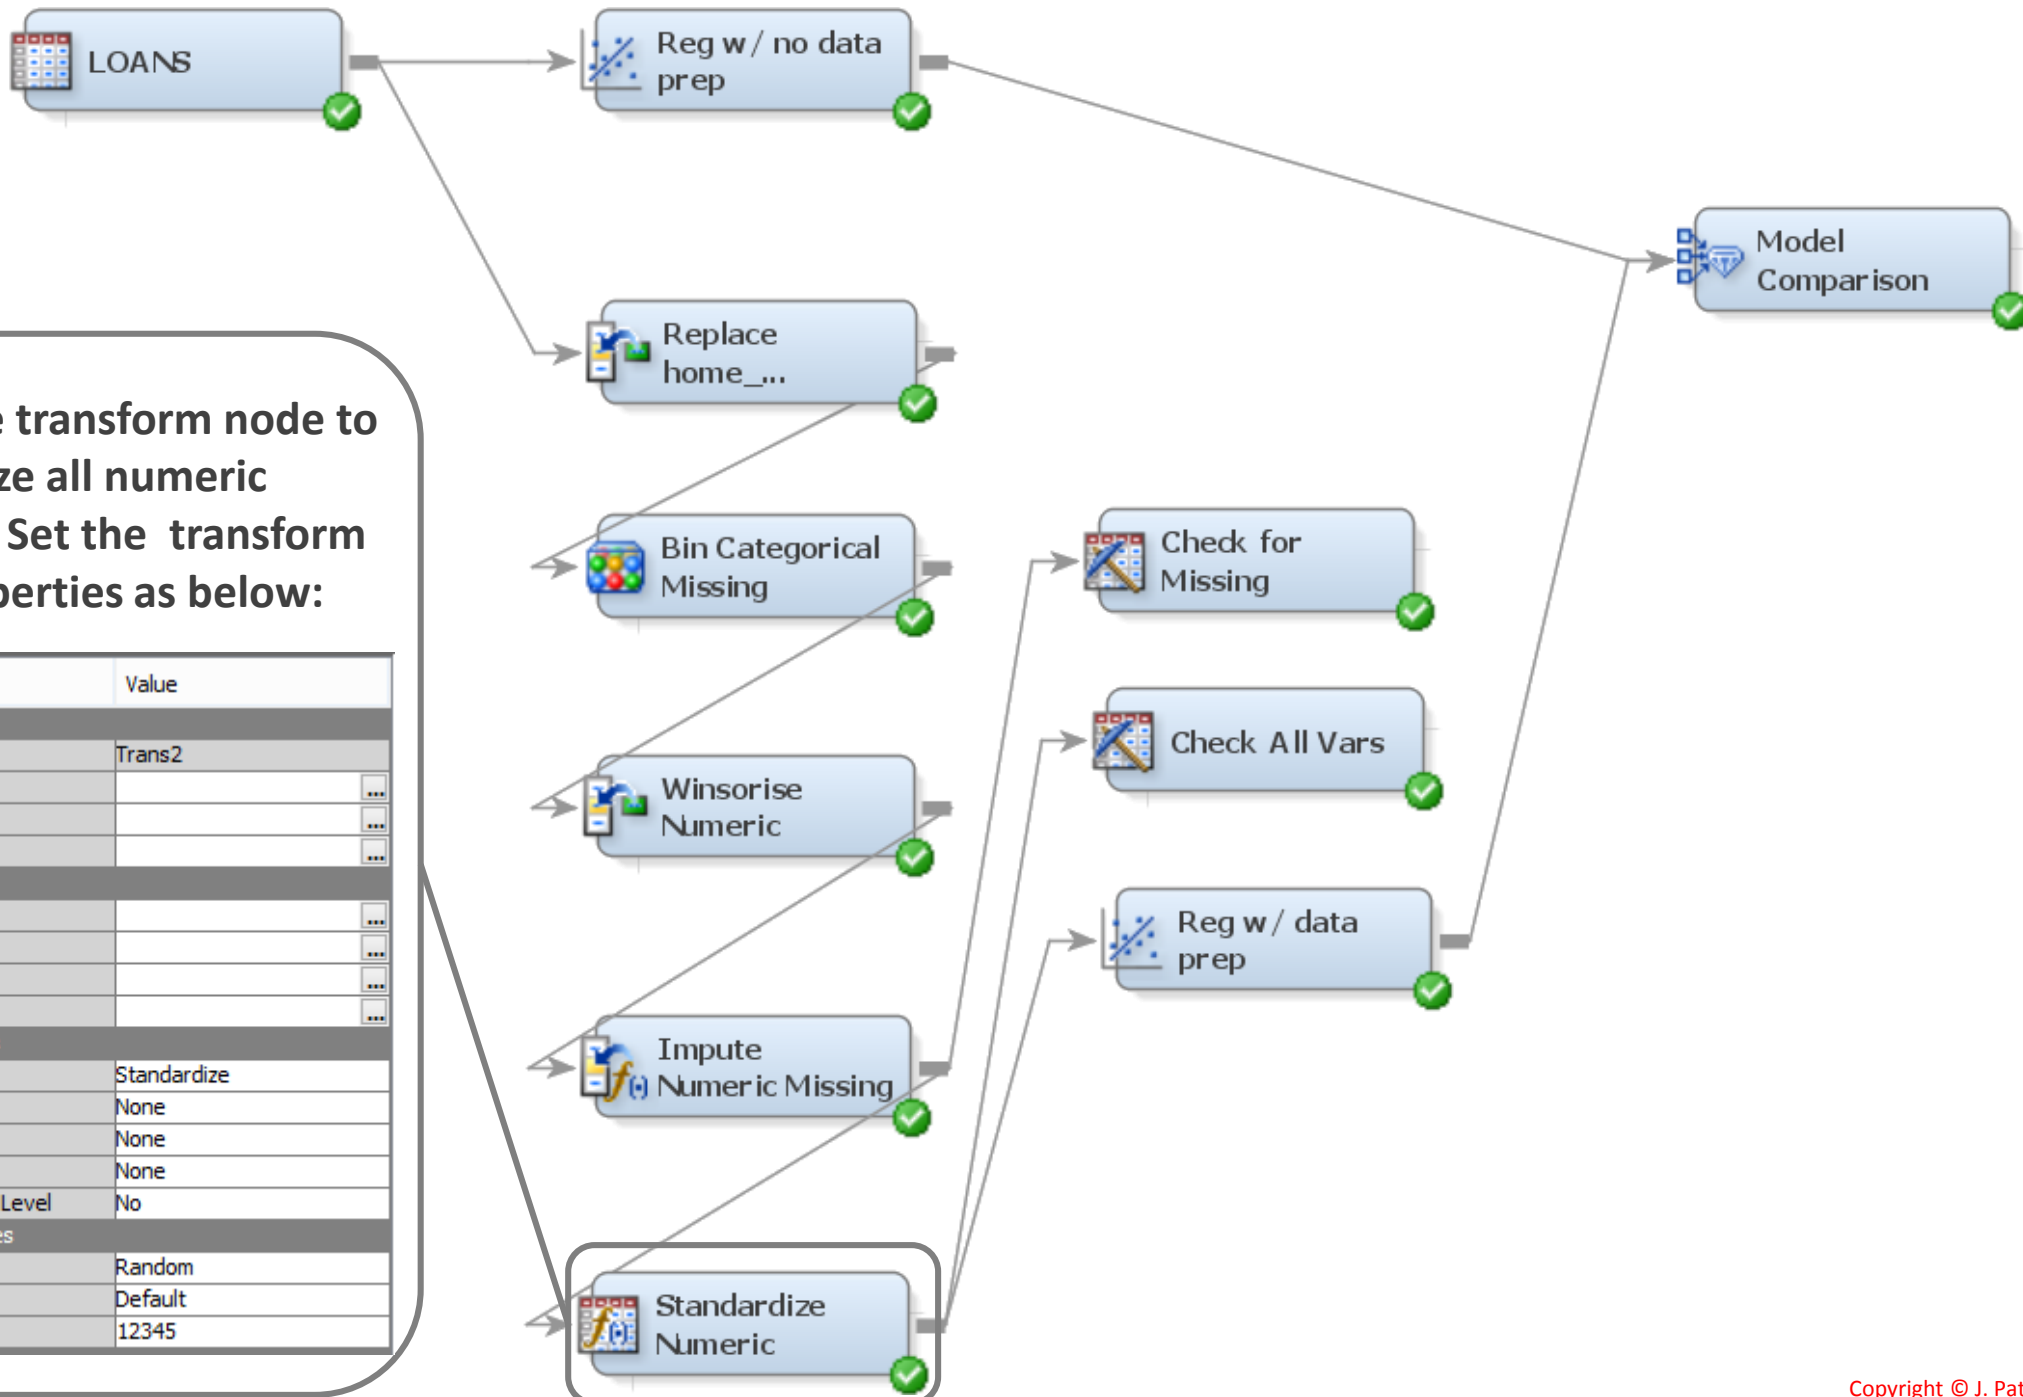 LOANS
Reg w/ no data
prep
Model
Comparison
Replace
home_...
transform node to
all numeric
Set the transform
as below:
Value
Trans2
...
...
...
...
...
...
...
Standardize
None
None
None
Level
No
Random
Default
12345
Bin Categorical
Missing
Winsorise
Numeric
Impute
Numeric Missing
Standardize
Numeric
Check for
Missing
Check All Vars
Reg w/ data
prep
Copyright © J.